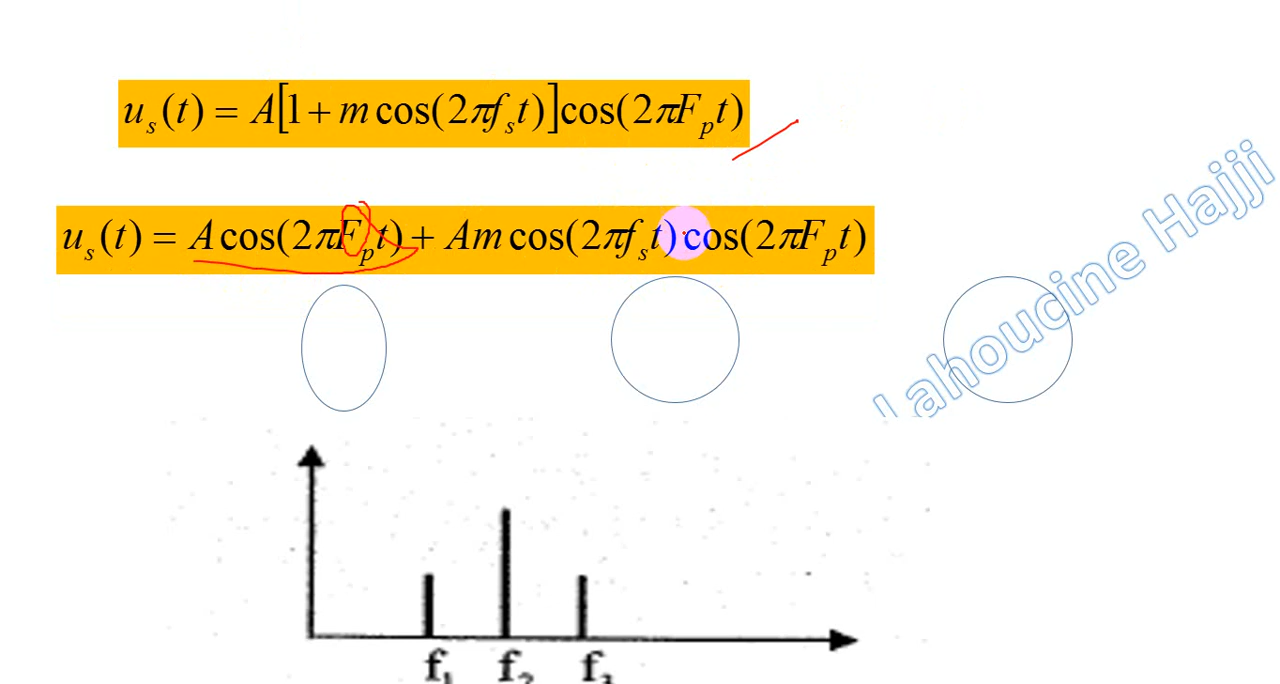 u_s(t) = A[1 + m cos(2πf_s t)]cos(2πF_p t)
u_s(t) = A cos(2πF_p t) + Am cos(2πf_s t)cos(2πF_p t)
Lahoucine Hajji
f₁ f₂ f₃